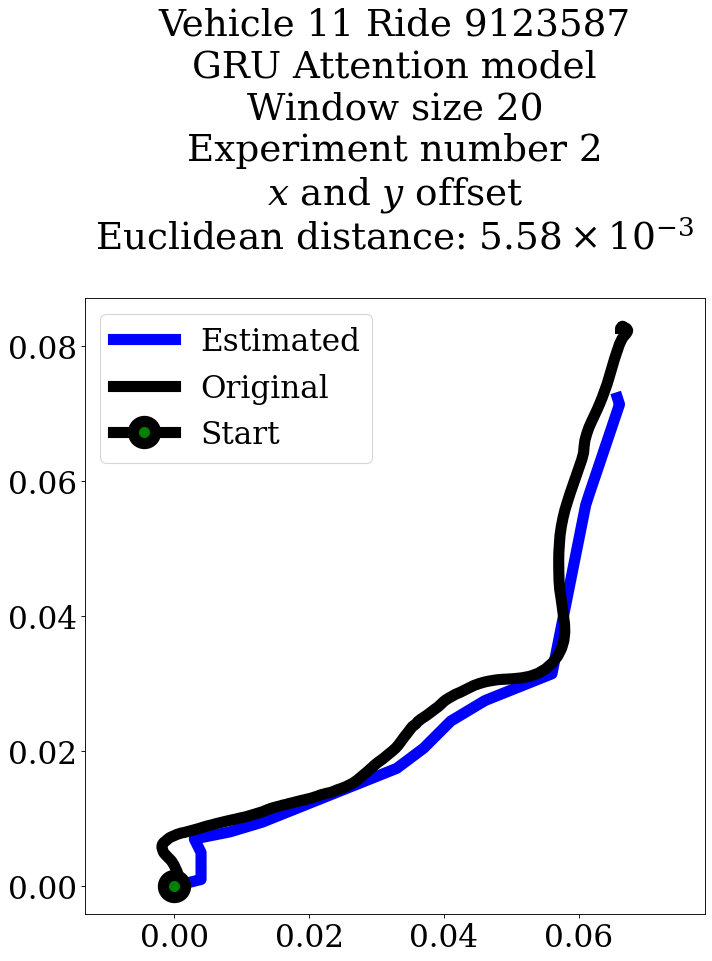 Vehicle 11 Ride 9123587
GRU Attention model
Window size 20
Experiment number 2
x and y offset
Euclidean distance: 5.58 × 10⁻³
Estimated
Original
Start
0.08
0.06
0.04
0.02
0.00
0.00 0.02 0.04 0.06